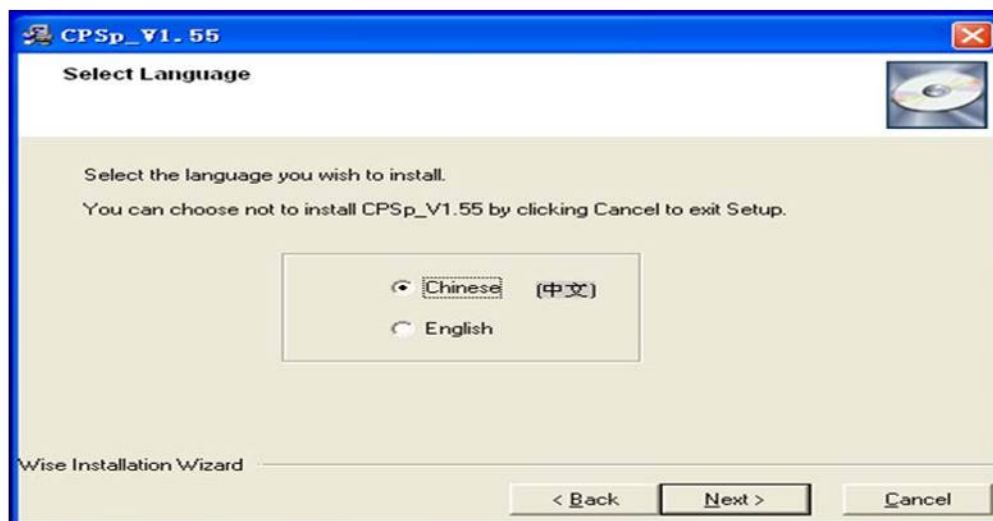 CPSp_V1.55
Select Language
Select the language you wish to install.
You can choose not to install CPSp_V1.55 by clicking Cancel to exit Setup.
Chinese (中文)
English
Wise Installation Wizard
< Back Next > Cancel